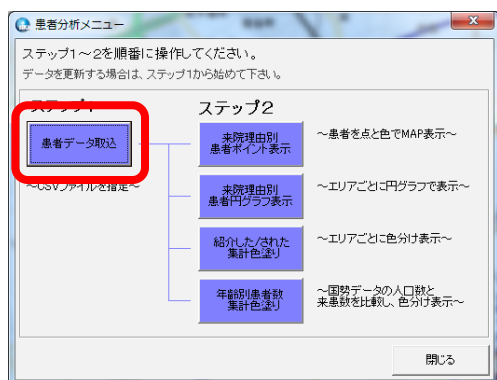 患者分析メニュー
ステップ1～2を順番に操作してください。
データを更新する場合は、ステップ1から始めて下さい。
ステップ1
ステップ2
患者データ取込
～CSVファイルを指定～
来院理由別
患者ポイント表示
～患者を点と色でMAP表示～
来院理由別
患者円グラフ表示
～エリアごとに円グラフで表示～
紹介した/された
集計色塗り
～エリアごとに色分け表示～
年齢別患者数
集計色塗り
～国勢データの人口数と
来患数を比較し、色分け表示～
閉じる